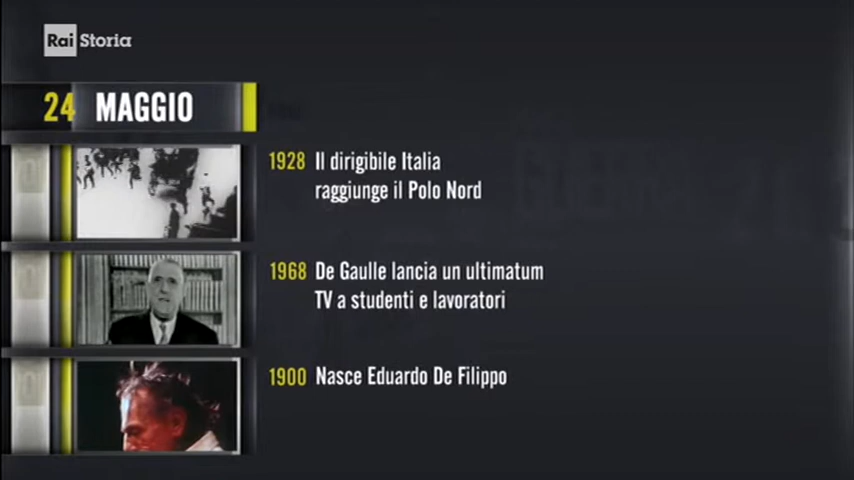 Rai Storia
24 MAGGIO
1928 Il dirigibile Italia
raggiunge il Polo Nord
1968 De Gaulle lancia un ultimatum
TV a studenti e lavoratori
1900 Nasce Eduardo De Filippo